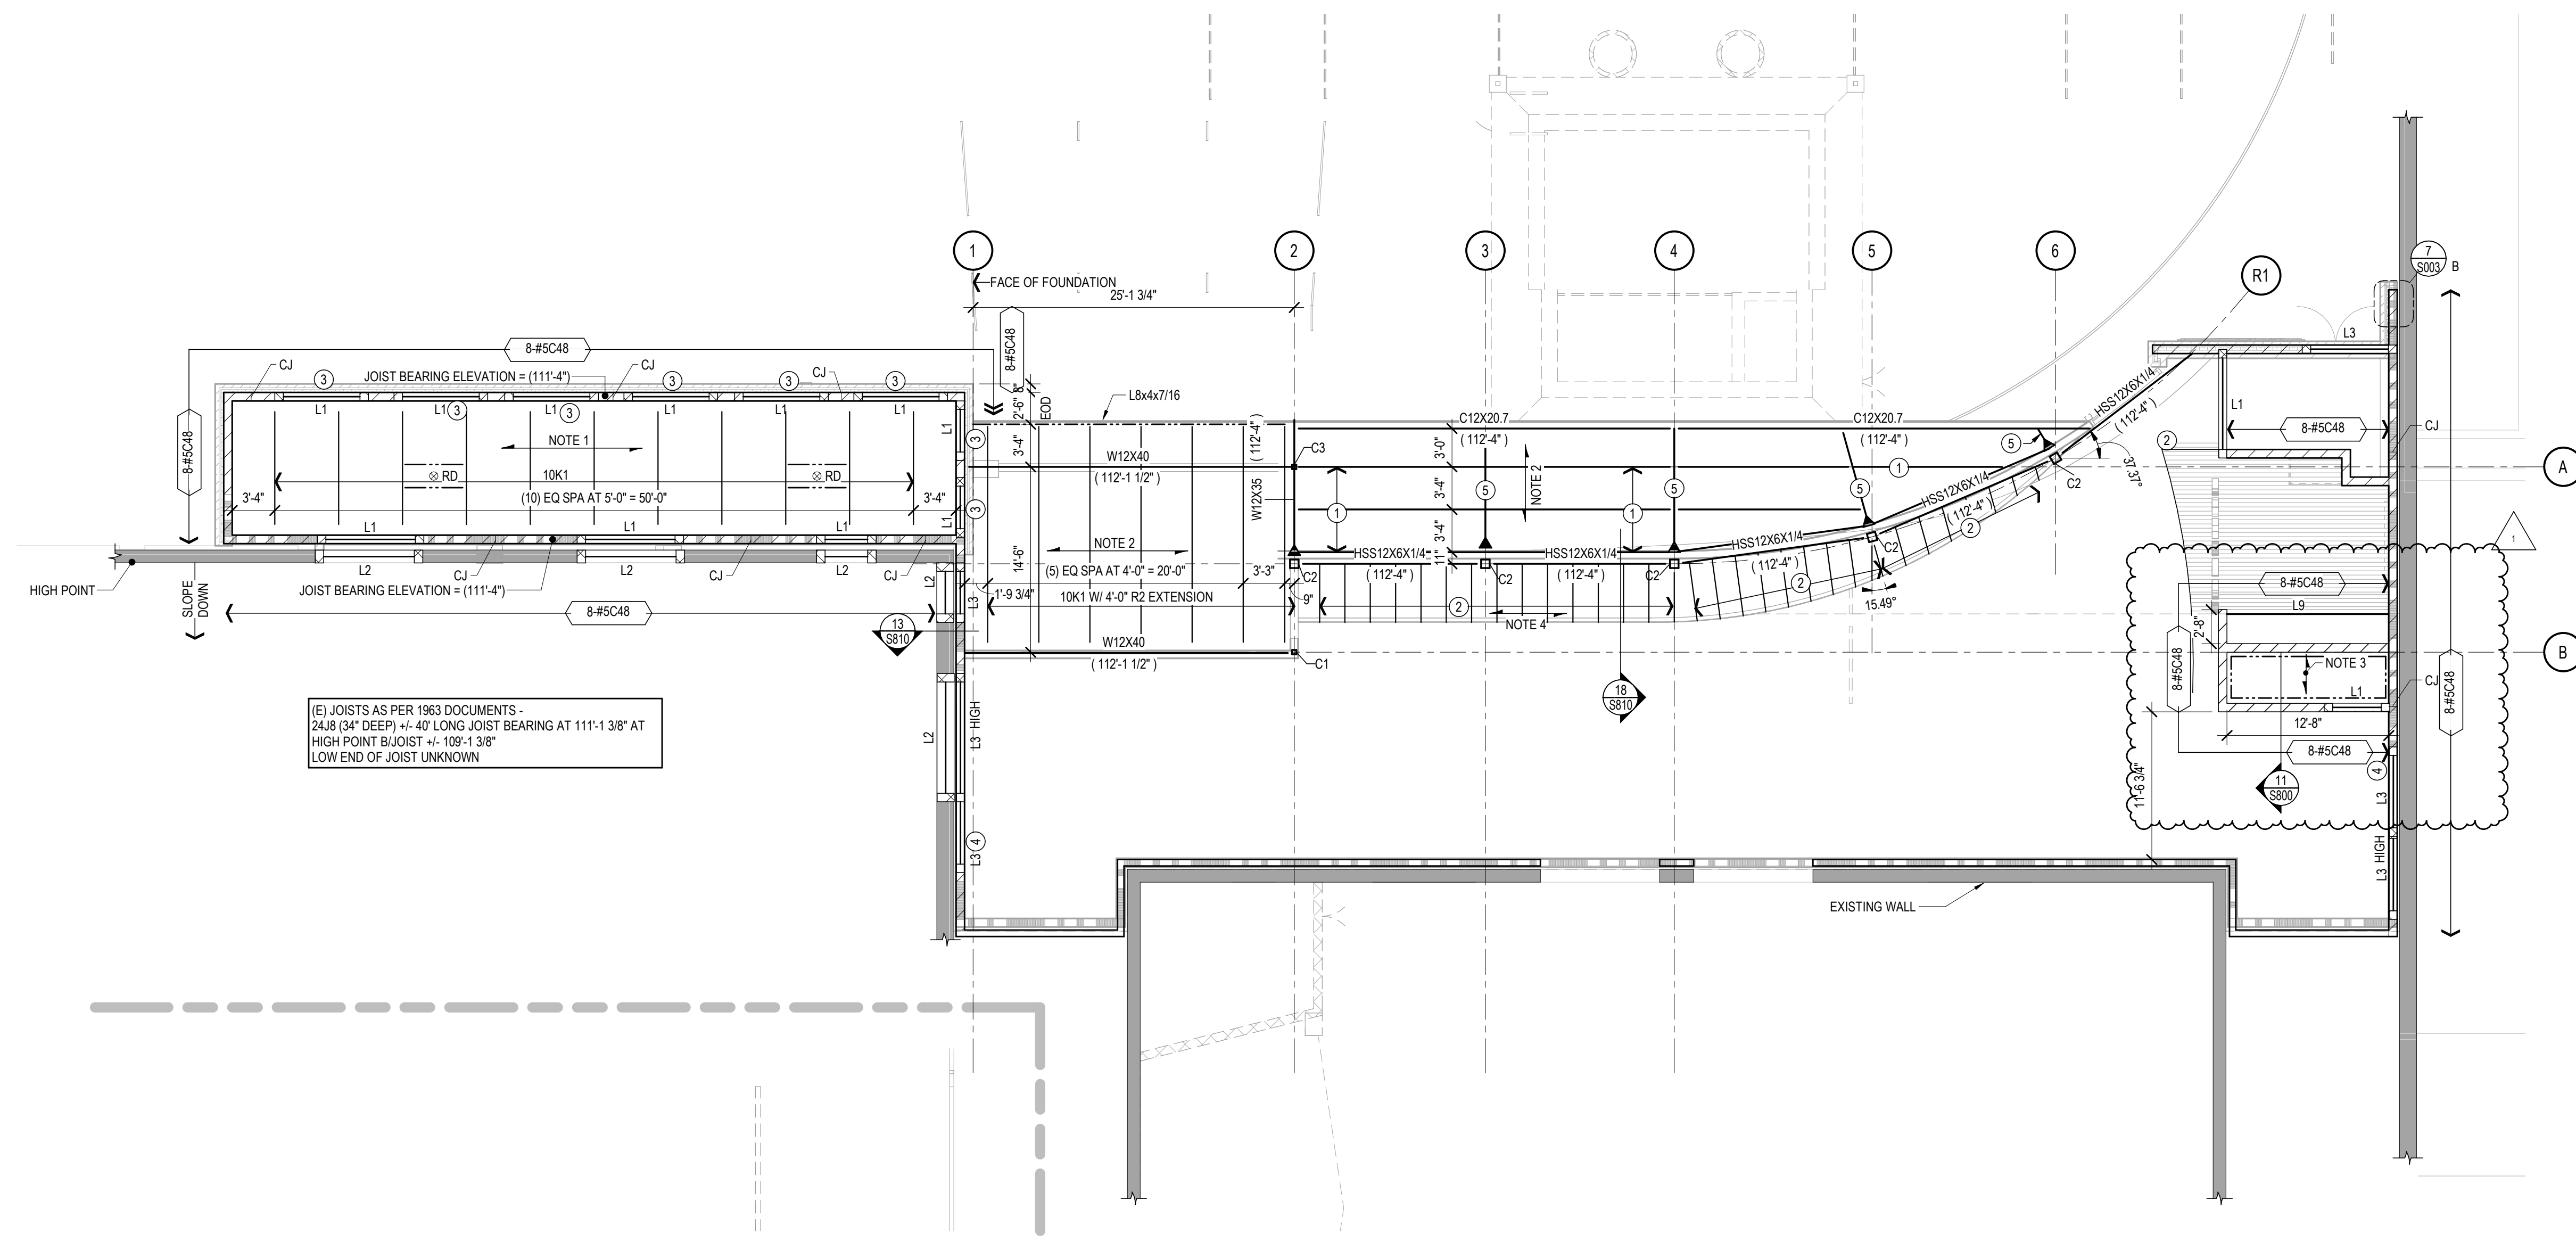 1
2
3
4
5
6
R1
7
S003
B
FACE OF FOUNDATION
25'-1 3/4"
8-#5C48
8-#5C48
L3
CJ
CJ
CJ
3
JOIST BEARING ELEVATION = (111'-4")
3
3
3
L1
L1
3
L1
3
L1
L1
L1
L1
3
NOTE 1
RD
10K1
RD
(10) EQ SPA AT 5'-0" = 50'-0"
3'-4"
3'-4"
3
8-#5C48
L1
L1
L1
L1
HIGH POINT
SLOPE
DOWN
L2
CJ
L2
CJ
L2
CJ
L2
JOIST BEARING ELEVATION = (111'-4")
8-#5C48
13
S810
L3
2'-6"
8"
EOD
3'-4"
14'-6"
L8x4x7/16
( 112'-4" )
W12X40
( 112'-1 1/2" )
W12X35
C3
NOTE 2
(5) EQ SPA AT 4'-0" = 20'-0"
3'-3"
1'-9 3/4"
10K1 W/ 4'-0" R2 EXTENSION
9"
W12X40
( 112'-1 1/2" )
C1
C12X20.7
( 112'-4" )
C12X20.7
( 112'-4" )
3'-0"
3'-4"
3'-4"
11"
1
5
NOTE 2
1
5
5
1
5
HSS12X6X1/4
( 112'-4" )
HSS12X6X1/4
( 112'-4" )
HSS12X6X1/4
( 112'-4" )
HSS12X6X1/4
( 112'-4" )
HSS12X6X1/4
( 112'-4" )
37.37°
C2
C2
C2
C2
C2
2
2
2
NOTE 4
15.49°
18
S810
2
L1
8-#5C48
CJ
A
1
8-#5C48
L9
2'-8"
8-#5C48
NOTE 3
L1
CJ
8-#5C48
B
12'-8"
8-#5C48
4
11
S800
11'-6 3/4"
L3
L3 HIGH
(E) JOISTS AS PER 1963 DOCUMENTS -
24J8 (34" DEEP) +/- 40' LONG JOIST BEARING AT 111'-1 3/8" AT
HIGH POINT B/JOIST +/- 109'-1 3/8"
LOW END OF JOIST UNKNOWN
L2
L3 HIGH
4
L3
EXISTING WALL